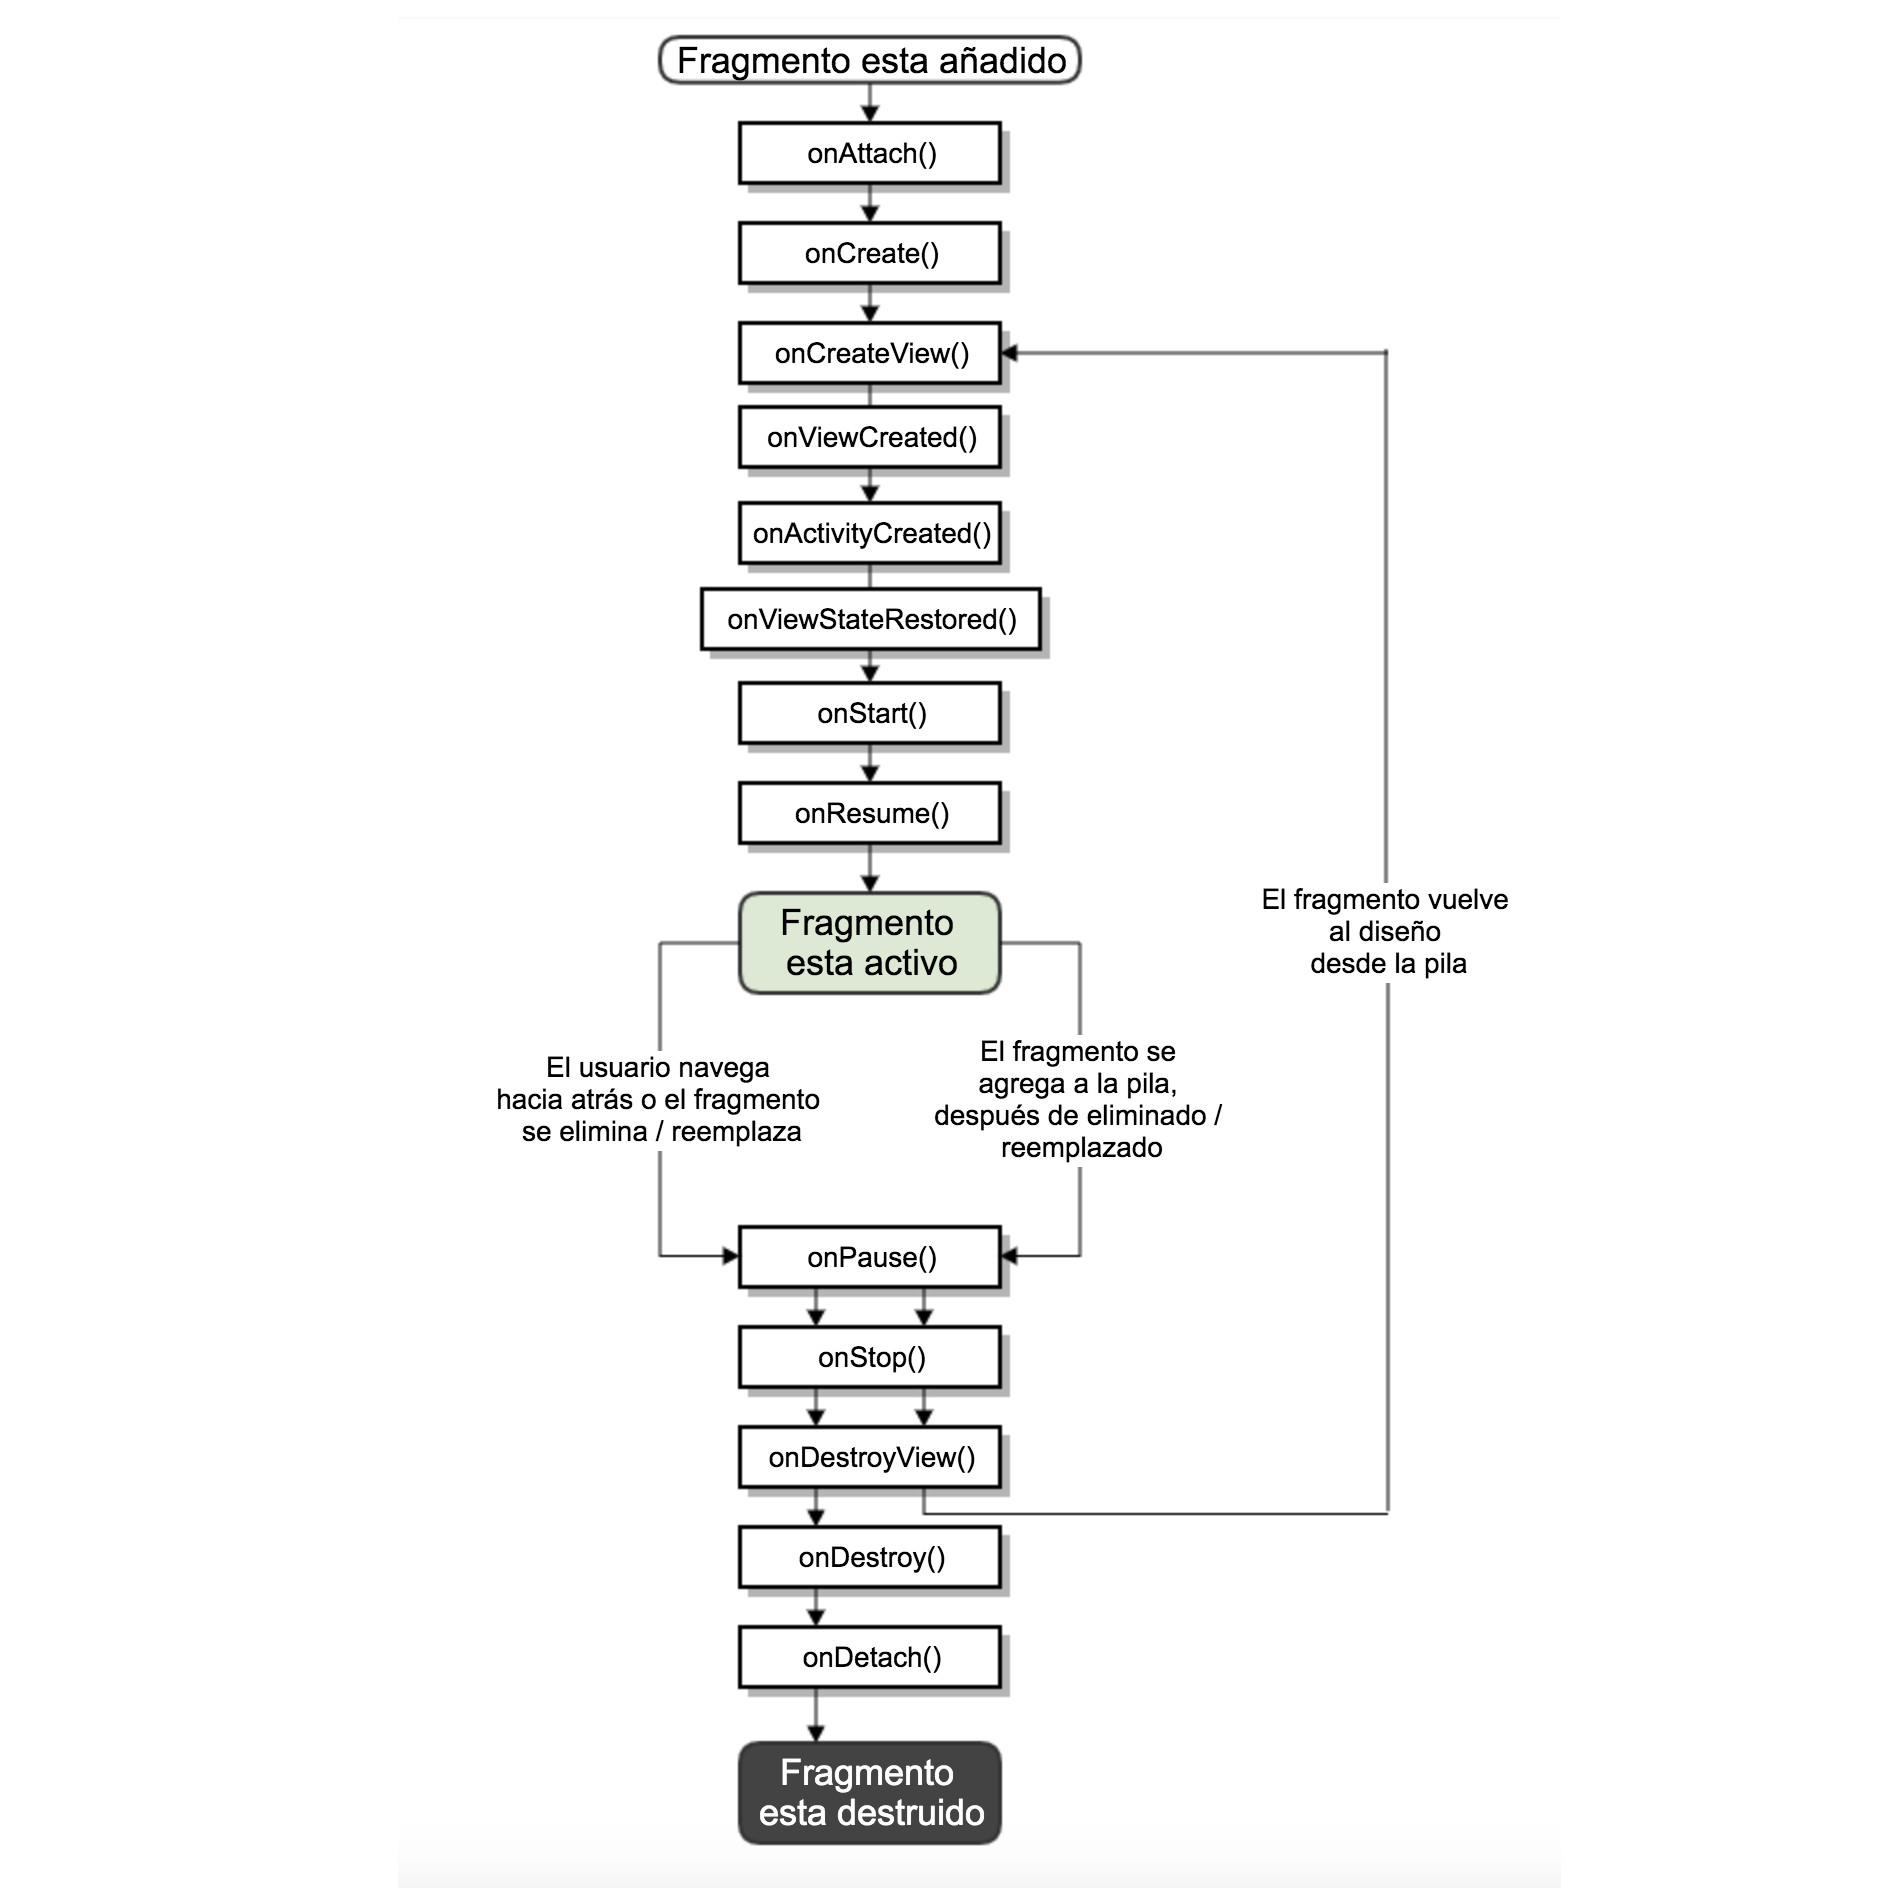 Fragmento esta añadido
onAttach()
onCreate()
onCreateView()
onViewCreated()
onActivityCreated()
onViewStateRestored()
onStart()
onResume()
Fragmento
esta activo
El fragmento vuelve
al diseño
desde la pila
El usuario navega
hacia atrás o el fragmento
se elimina / reemplaza
El fragmento se
agrega a la pila,
después de eliminado /
reemplazado
onPause()
onStop()
onDestroyView()
onDestroy()
onDetach()
Fragmento
esta destruido